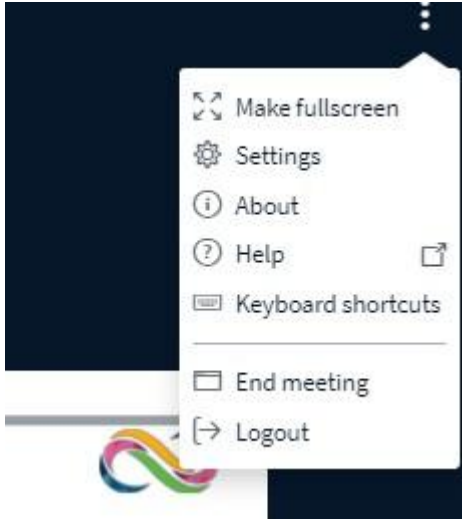 Make fullscreen
Settings
About
Help
Keyboard shortcuts
End meeting
Logout